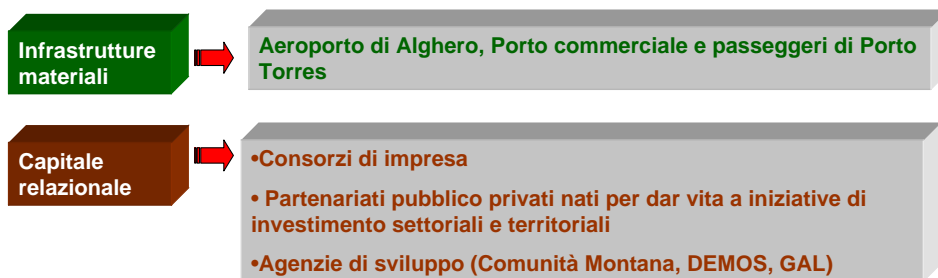 Infrastrutture
materiali
Aeroporto di Alghero, Porto commerciale e passeggeri di Porto
Torres
Capitale
relazionale
•Consorzi di impresa
• Partenariati pubblico privati nati per dar vita a iniziative di
investimento settoriali e territoriali
•Agenzie di sviluppo (Comunità Montana, DEMOS, GAL)